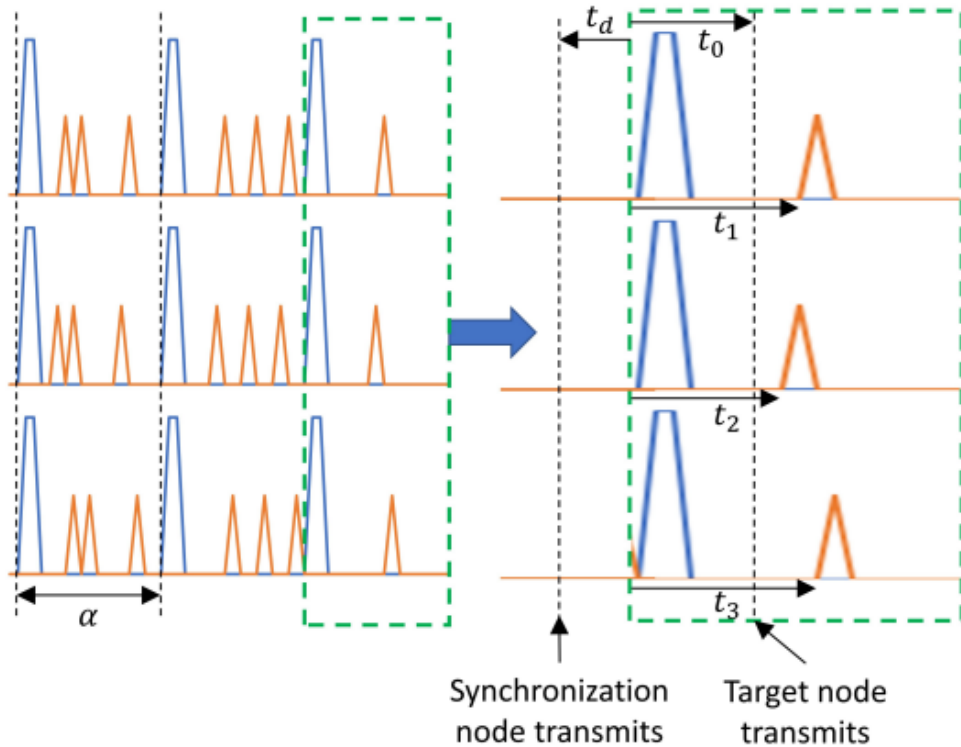 t_d
t_0
t_1
t_2
t_3
α
Synchronization
node transmits
Target node
transmits